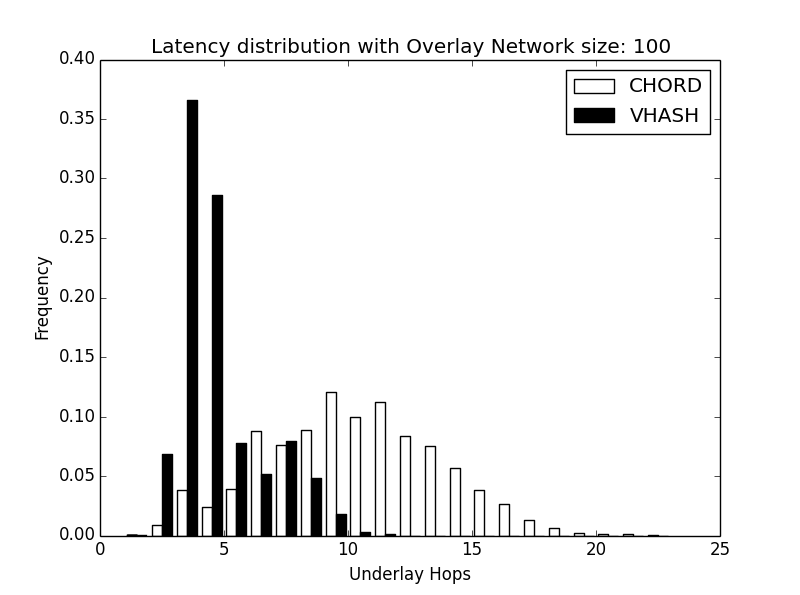 Latency distribution with Overlay Network size: 100
CHORD
VHASH
0.40
0.35
0.30
0.25
0.20
0.15
0.10
0.05
0.00
Frequency
0 5 10 15 20 25
Underlay Hops